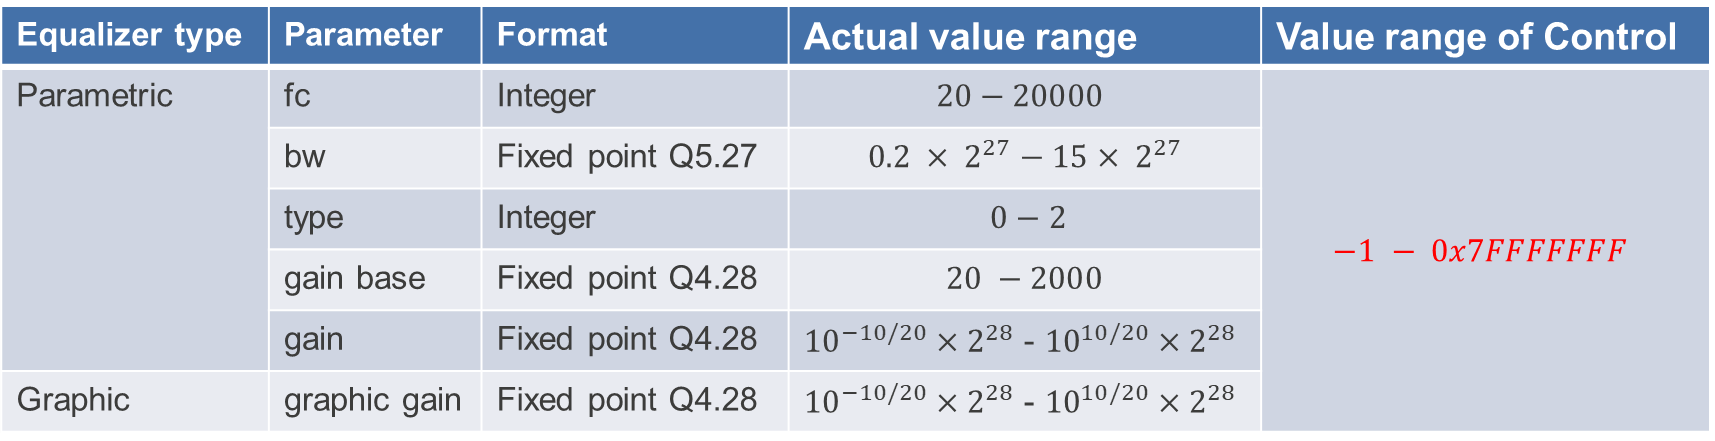 Equalizer type Parameter Format Actual value range Value range of Control
Parametric fc Integer 20 − 20000
bw Fixed point Q5.27 0.2 × 2^27 − 15 × 2^27
type Integer 0 − 2
−1 − 0x7FFFFFFF
gain base Fixed point Q4.28 20 − 2000
gain Fixed point Q4.28 10^−10/20 × 2^28 - 10^10/20 × 2^28
Graphic graphic gain Fixed point Q4.28 10^−10/20 × 2^28 - 10^10/20 × 2^28